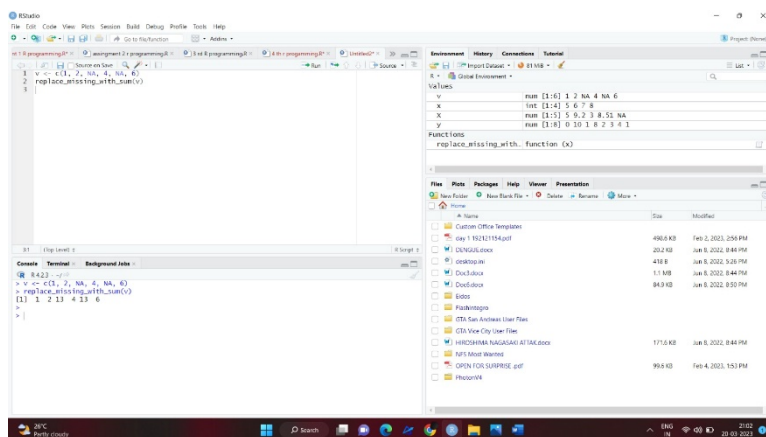 RStudio
File Edit Code View Plots Session Build Debug Profile Tools Help
Go to file/function Addins
Project: (None)
nt 1 R programming.R* assingment 2 r programming.R 3 nt R programming.R 4 th r programming.R* Untitled2*
Source on Save Run Source
1 v <- c(1, 2, NA, 4, NA, 6)
2 replace_missing_with_sum(v)
3
3:1 (Top Level) R Script
Console Terminal Background Jobs
R 4.2.3 · ~/
> v <- c(1, 2, NA, 4, NA, 6)
> replace_missing_with_sum(v)
[1] 1 2 13 4 13 6
>
>
Environment History Connections Tutorial
Import Dataset 81 MiB List
R Global Environment
Values
v num [1:6] 1 2 NA 4 NA 6
x int [1:4] 5 6 7 8
X num [1:5] 5 9.2 3 8.51 NA
y num [1:8] 0 10 1 8 2 3 4 1
Functions
replace_missing_with_… function (x)
Files Plots Packages Help Viewer Presentation
New Folder New Blank File Delete Rename More
Home
Name Size Modified
Custom Office Templates
day 1 192121154.pdf 498.6 KB Feb 2, 2023, 2:56 PM
DENGUE.docx 20.2 KB Jun 8, 2022, 8:44 PM
desktop.ini 418 B Jun 8, 2022, 5:26 PM
Doc3.docx 1.1 MB Jun 8, 2022, 8:44 PM
Doc6.docx 84.9 KB Jun 8, 2022, 8:50 PM
Eidos
FlashIntegro
GTA San Andreas User Files
GTA Vice City User Files
HIROSHIMA NAGASAKI ATTAK.docx 171.6 KB Jun 8, 2022, 8:44 PM
NFS Most Wanted
OPEN FOR SURPRISE .pdf 99.6 KB Feb 4, 2023, 1:53 PM
PhotonV4
26°C
Partly cloudy
Search
ENG
IN
21:02
20-03-2023